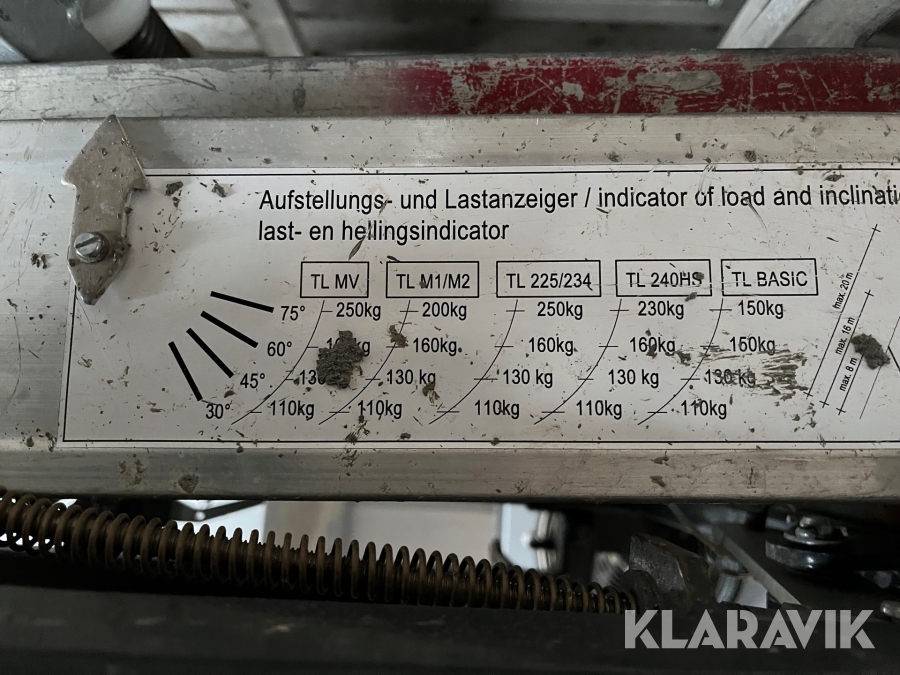 Aufstellungs- und Lastanzeiger / indicator of load and
last- en hellingsindicator
TL MV TL M1/M2 TL 225/234 TL 240HS TL BASIC
75° 250kg 200kg 250kg 230kg 150kg
60° 160kg 160kg 160kg 150kg
45° 130 kg 130 kg 130 kg 130kg
30° 110kg 110kg 110kg 110kg 110kg
max. 20 m
max. 16 m
max. 8 m
KLARAVIK